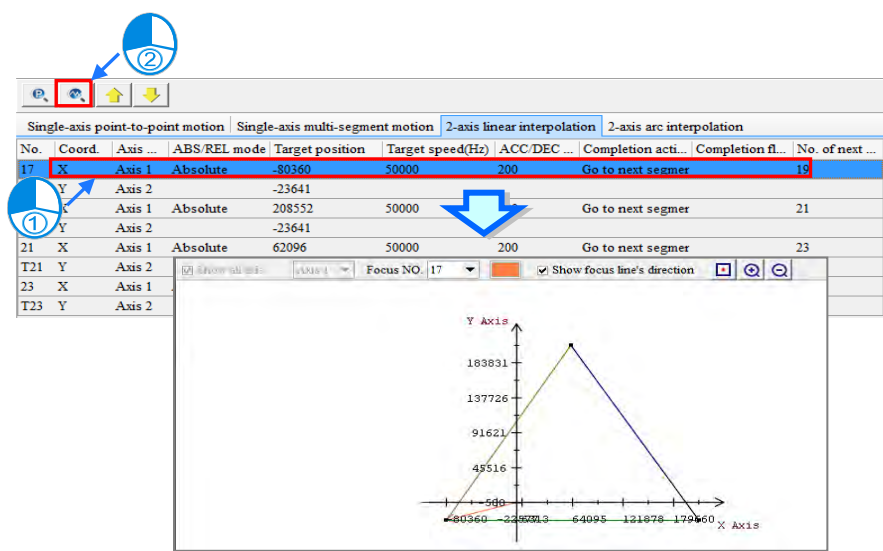 ②
Single-axis point-to-point motion Single-axis multi-segment motion 2-axis linear interpolation 2-axis arc interpolation
No. Coord. Axis ... ABS/REL mode Target position Target speed(Hz) ACC/DEC ... Completion acti... Completion fl... No. of next ...
17 X Axis 1 Absolute -80360 50000 200 Go to next segmer 19
Y Axis 2 -23641
X Axis 1 Absolute 208552 50000 Go to next segmer 21
①
Y Axis 2 -23641
21 X Axis 1 Absolute 62096 50000 200 Go to next segmer 23
T21 Y Axis 2
23 X Axis 1
T23 Y Axis 2
Focus NO. 17 Show focus line's direction
Y Axis
183831
137726
91621
45516
-80360 64095 121878 179660 X Axis